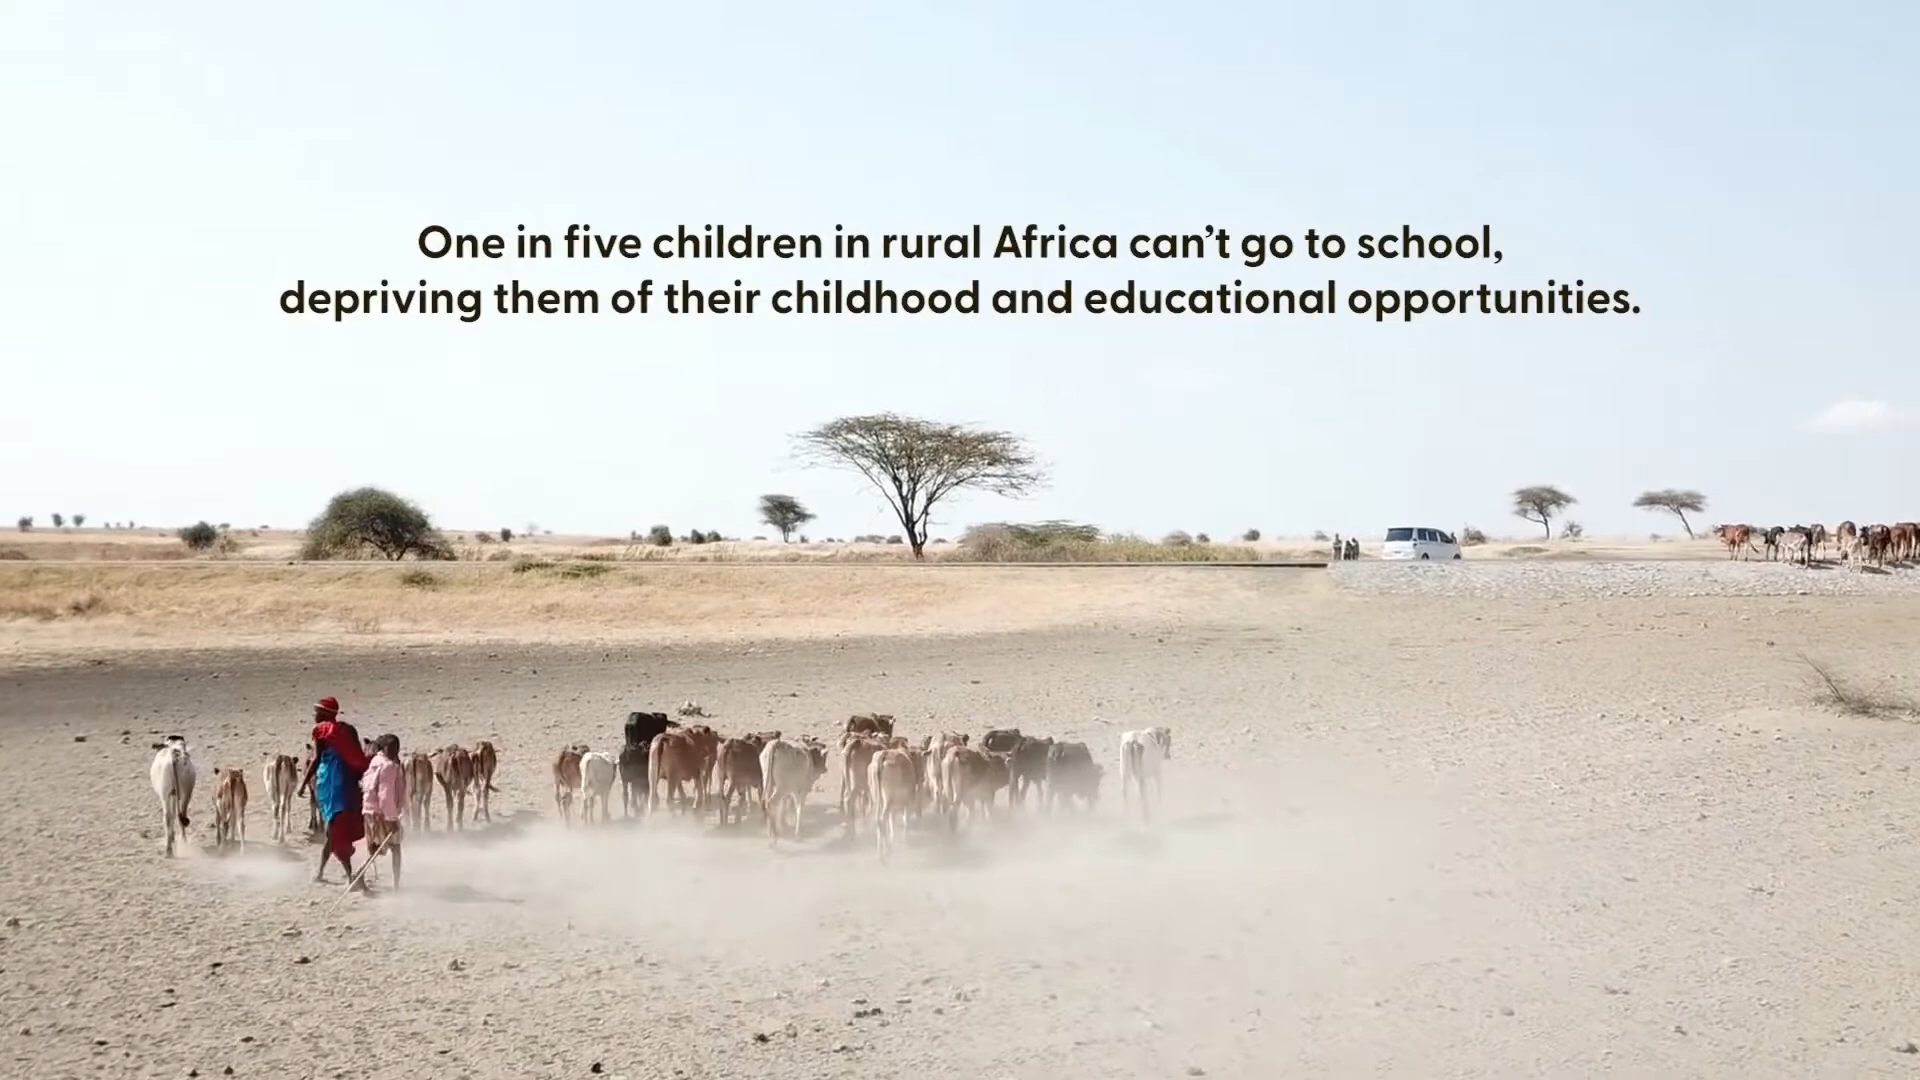 One in five children in rural Africa can’t go to school,
depriving them of their childhood and educational opportunities.